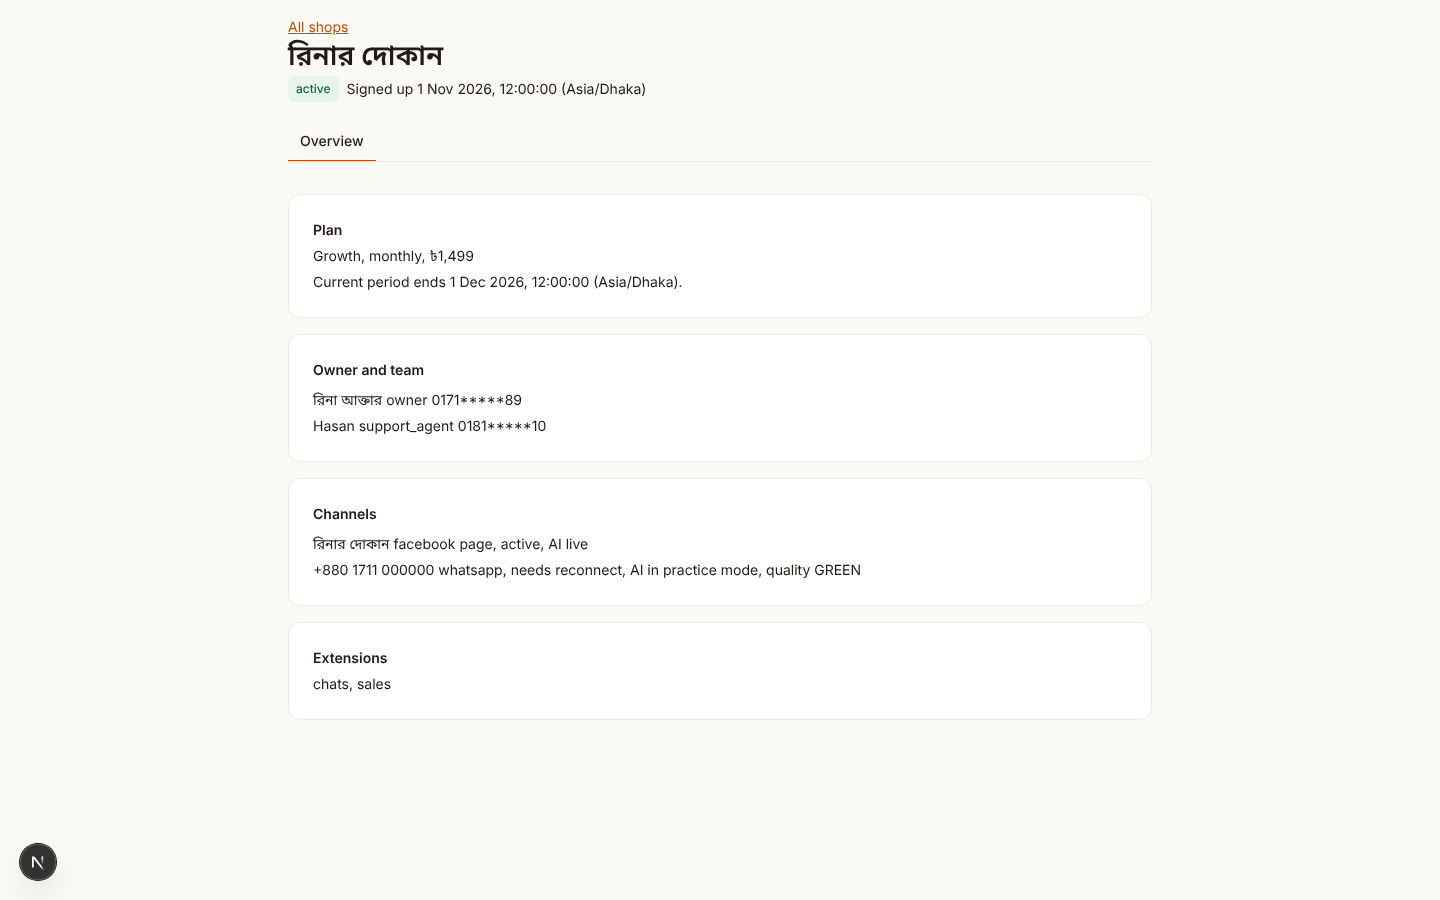 All shops
রিনার দোকান
active Signed up 1 Nov 2026, 12:00:00 (Asia/Dhaka)
Overview
Plan
Growth, monthly, ৳1,499
Current period ends 1 Dec 2026, 12:00:00 (Asia/Dhaka).
Owner and team
রিনা আক্তার owner 0171*****89
Hasan support_agent 0181*****10
Channels
রিনার দোকান facebook page, active, AI live
+880 1711 000000 whatsapp, needs reconnect, AI in practice mode, quality GREEN
Extensions
chats, sales
N